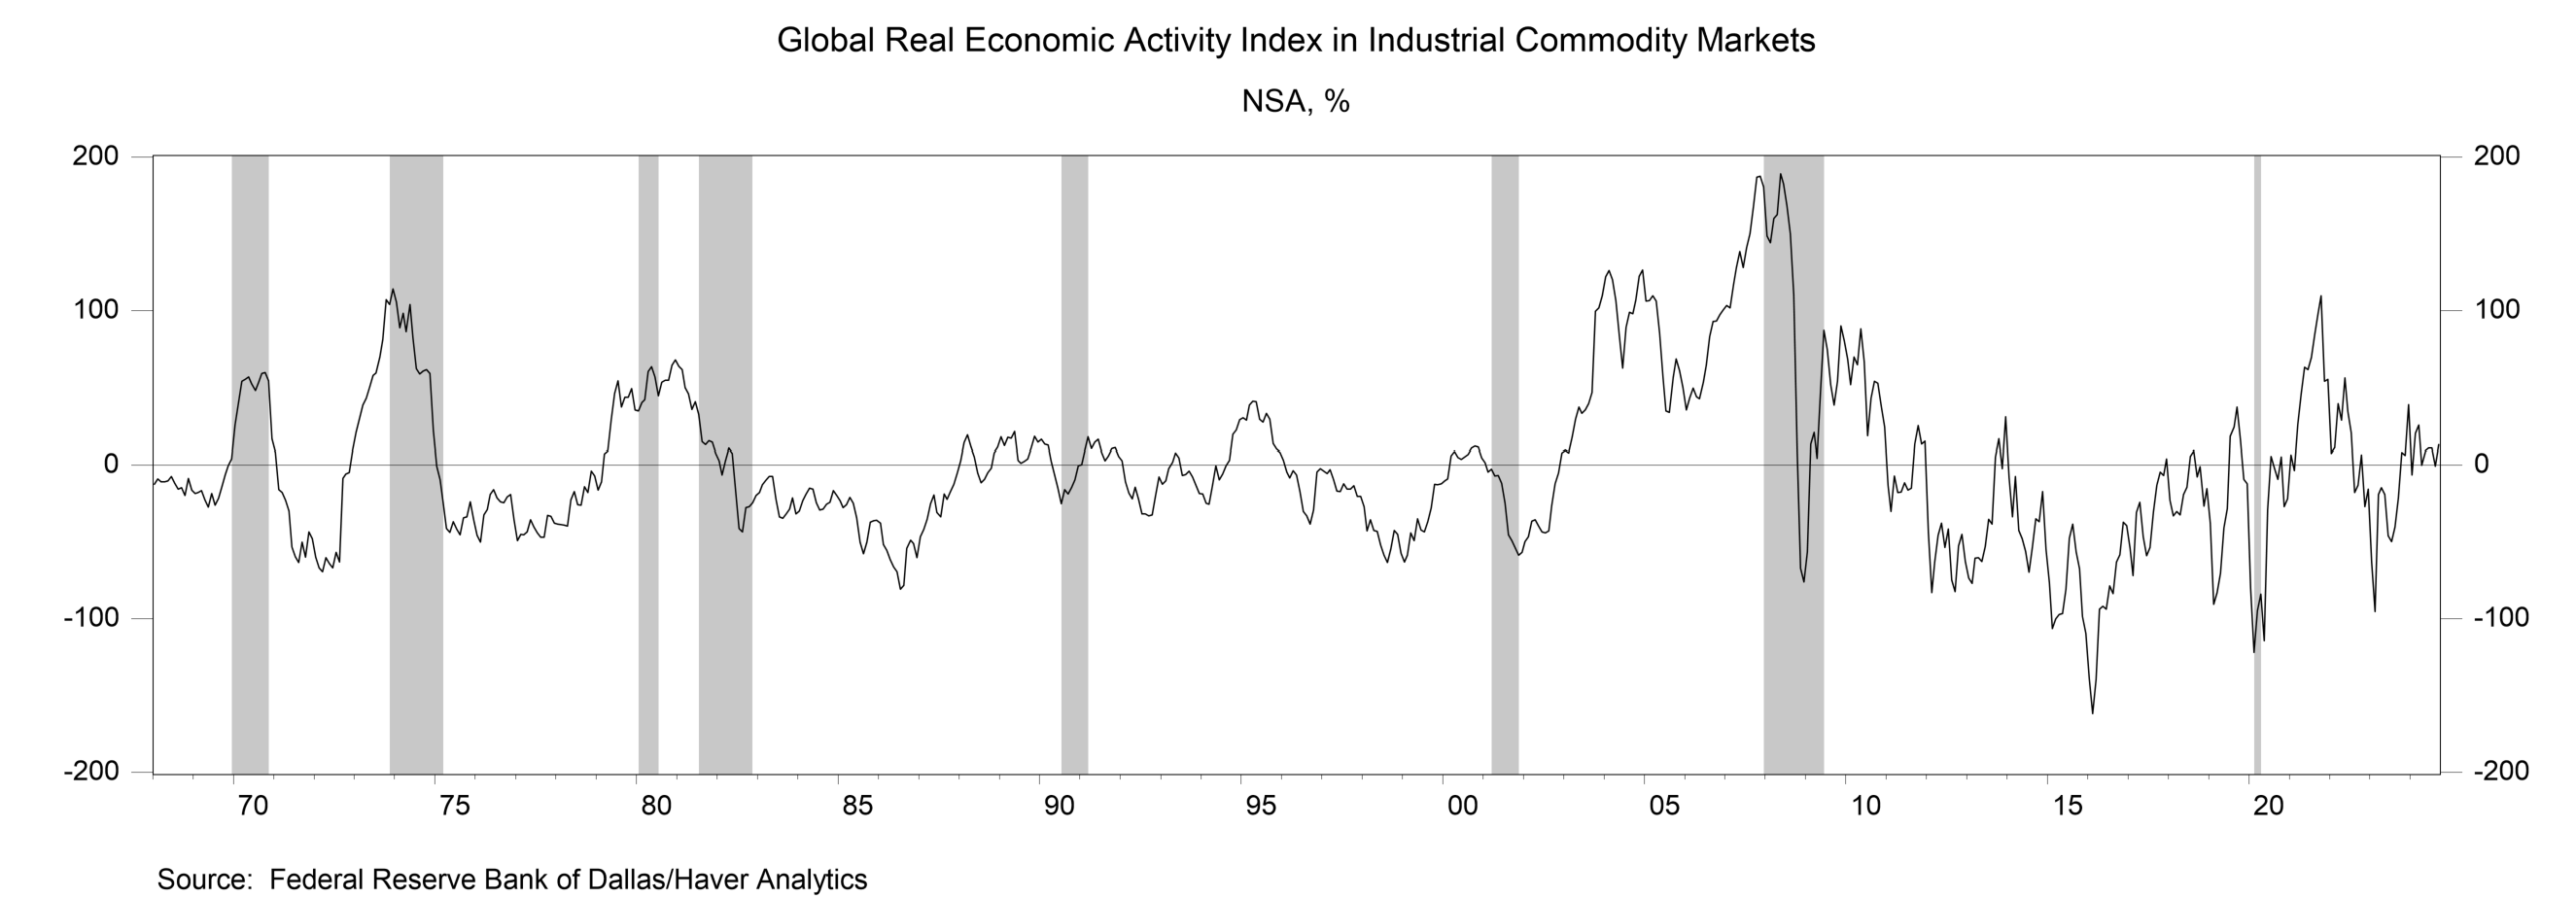 Global Real Economic Activity Index in Industrial Commodity Markets
NSA, %
200 200
100 100
0 0
-100 -100
-200 -200
70 75 80 85 90 95 00 05 10 15 20
Source: Federal Reserve Bank of Dallas/Haver Analytics